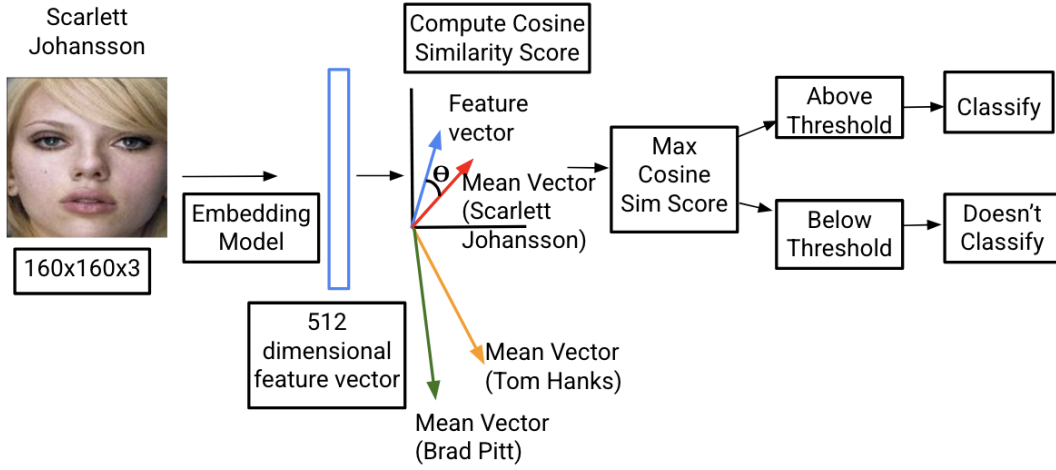 Scarlett
Johansson
160x160x3
Embedding
Model
512
dimensional
feature vector
Compute Cosine
Similarity Score
Feature
vector
Θ
Mean Vector
(Scarlett
Johansson)
Mean Vector
(Tom Hanks)
Mean Vector
(Brad Pitt)
Max
Cosine
Sim Score
Above
Threshold
Classify
Below
Threshold
Doesn't
Classify